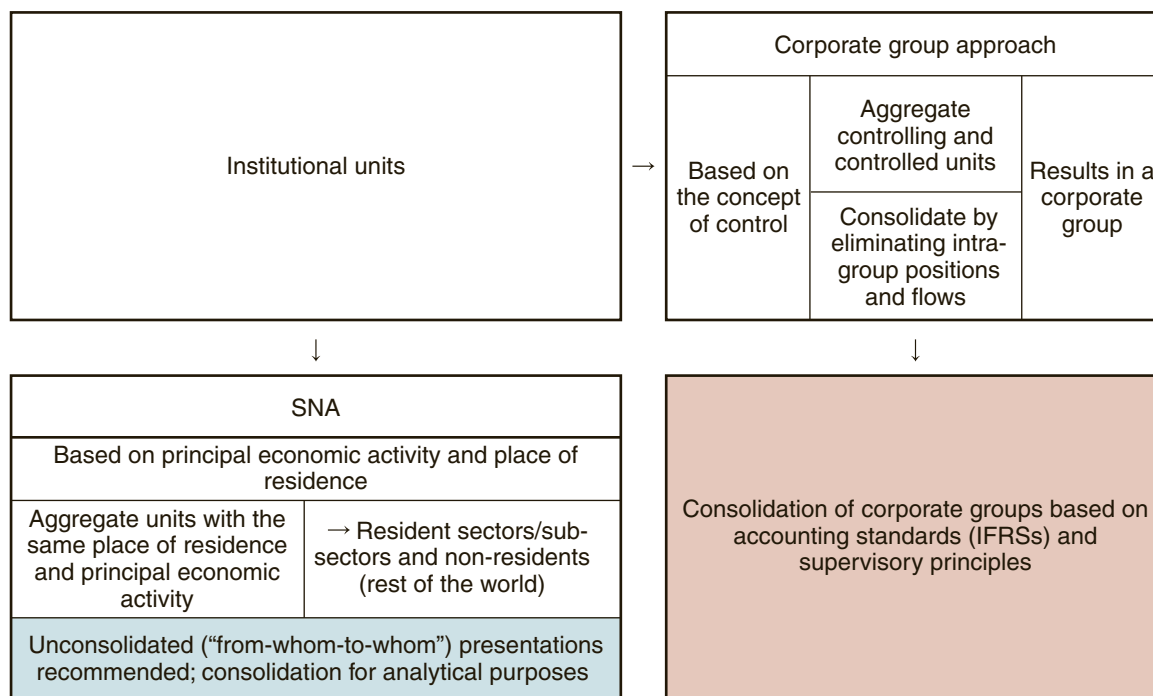 Institutional units
→
Corporate group approach
Based on
the concept
of control
Aggregate
controlling and
controlled units
Consolidate by
eliminating intra-
group positions
and flows
Results in a
corporate
group
↓
↓
SNA
Based on principal economic activity and place of
residence
Aggregate units with the
same place of residence
and principal economic
activity
→ Resident sectors/sub-
sectors and non-residents
(rest of the world)
Unconsolidated (“from-whom-to-whom”) presentations
recommended; consolidation for analytical purposes
Consolidation of corporate groups based on
accounting standards (IFRSs) and
supervisory principles